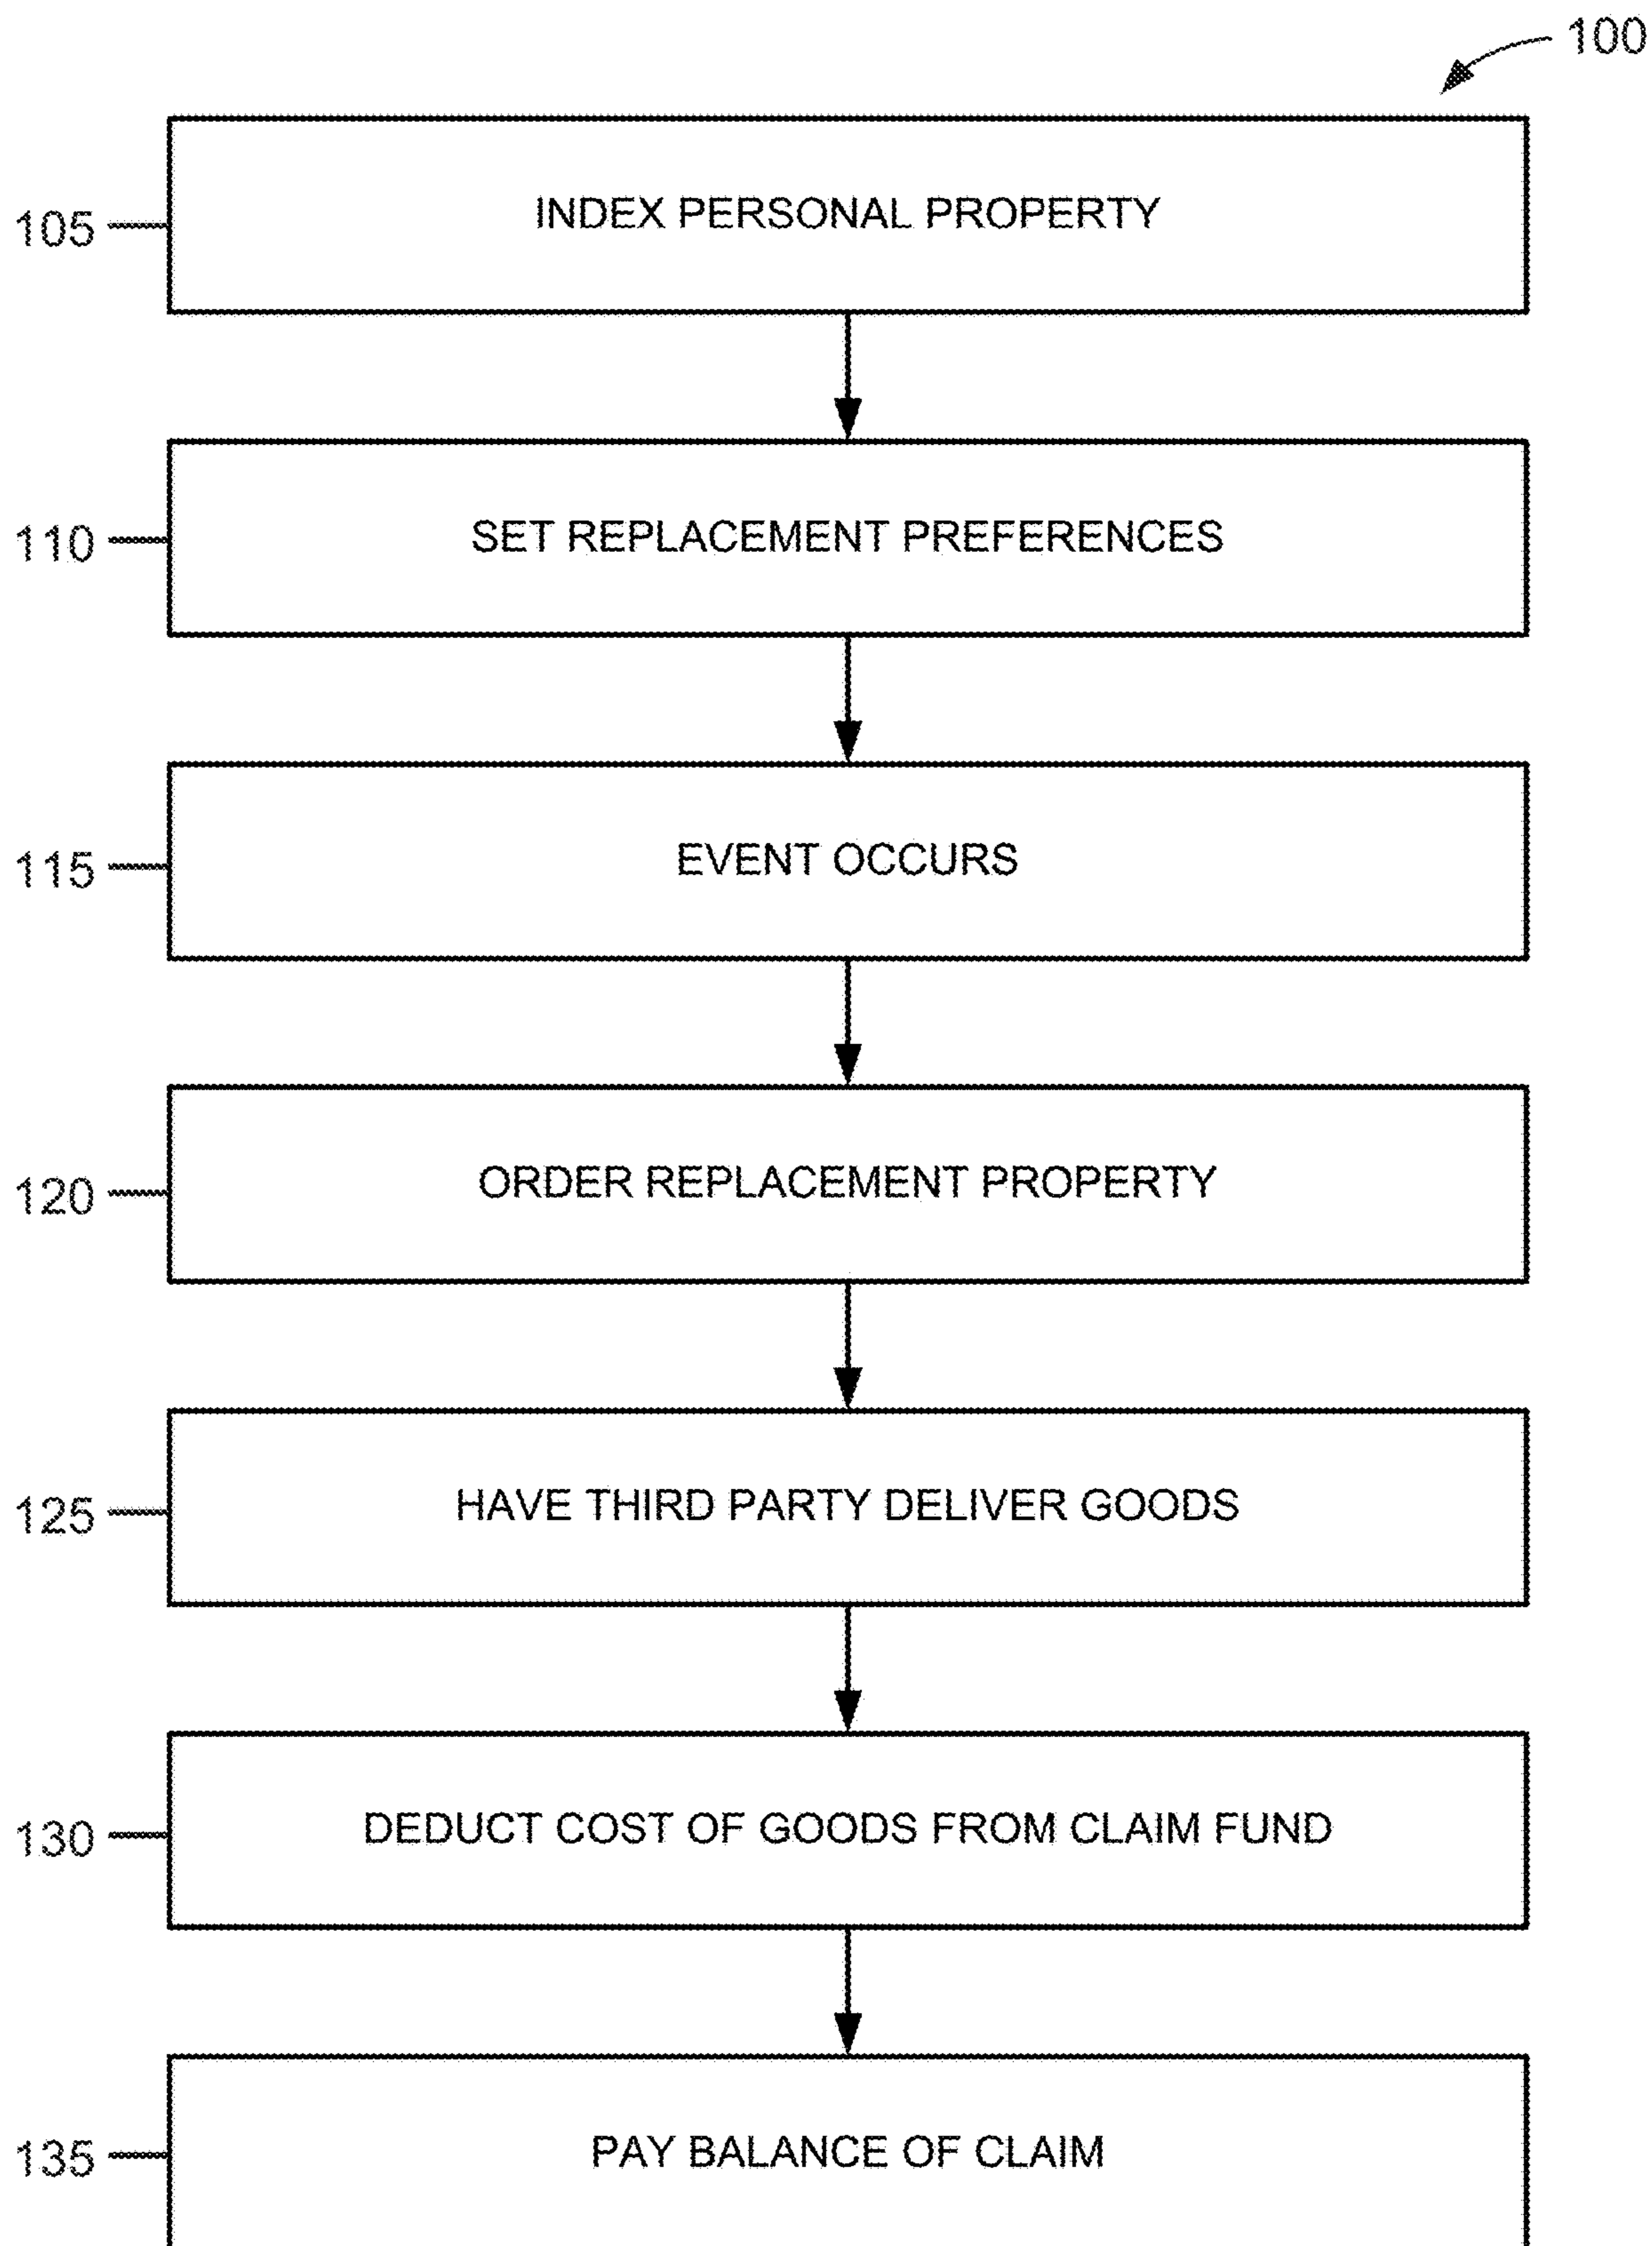 100
105 INDEX PERSONAL PROPERTY
110 SET REPLACEMENT PREFERENCES
115 EVENT OCCURS
120 ORDER REPLACEMENT PROPERTY
125 HAVE THIRD PARTY DELIVER GOODS
130 DEDUCT COST OF GOODS FROM CLAIM FUND
135 PAY BALANCE OF CLAIM